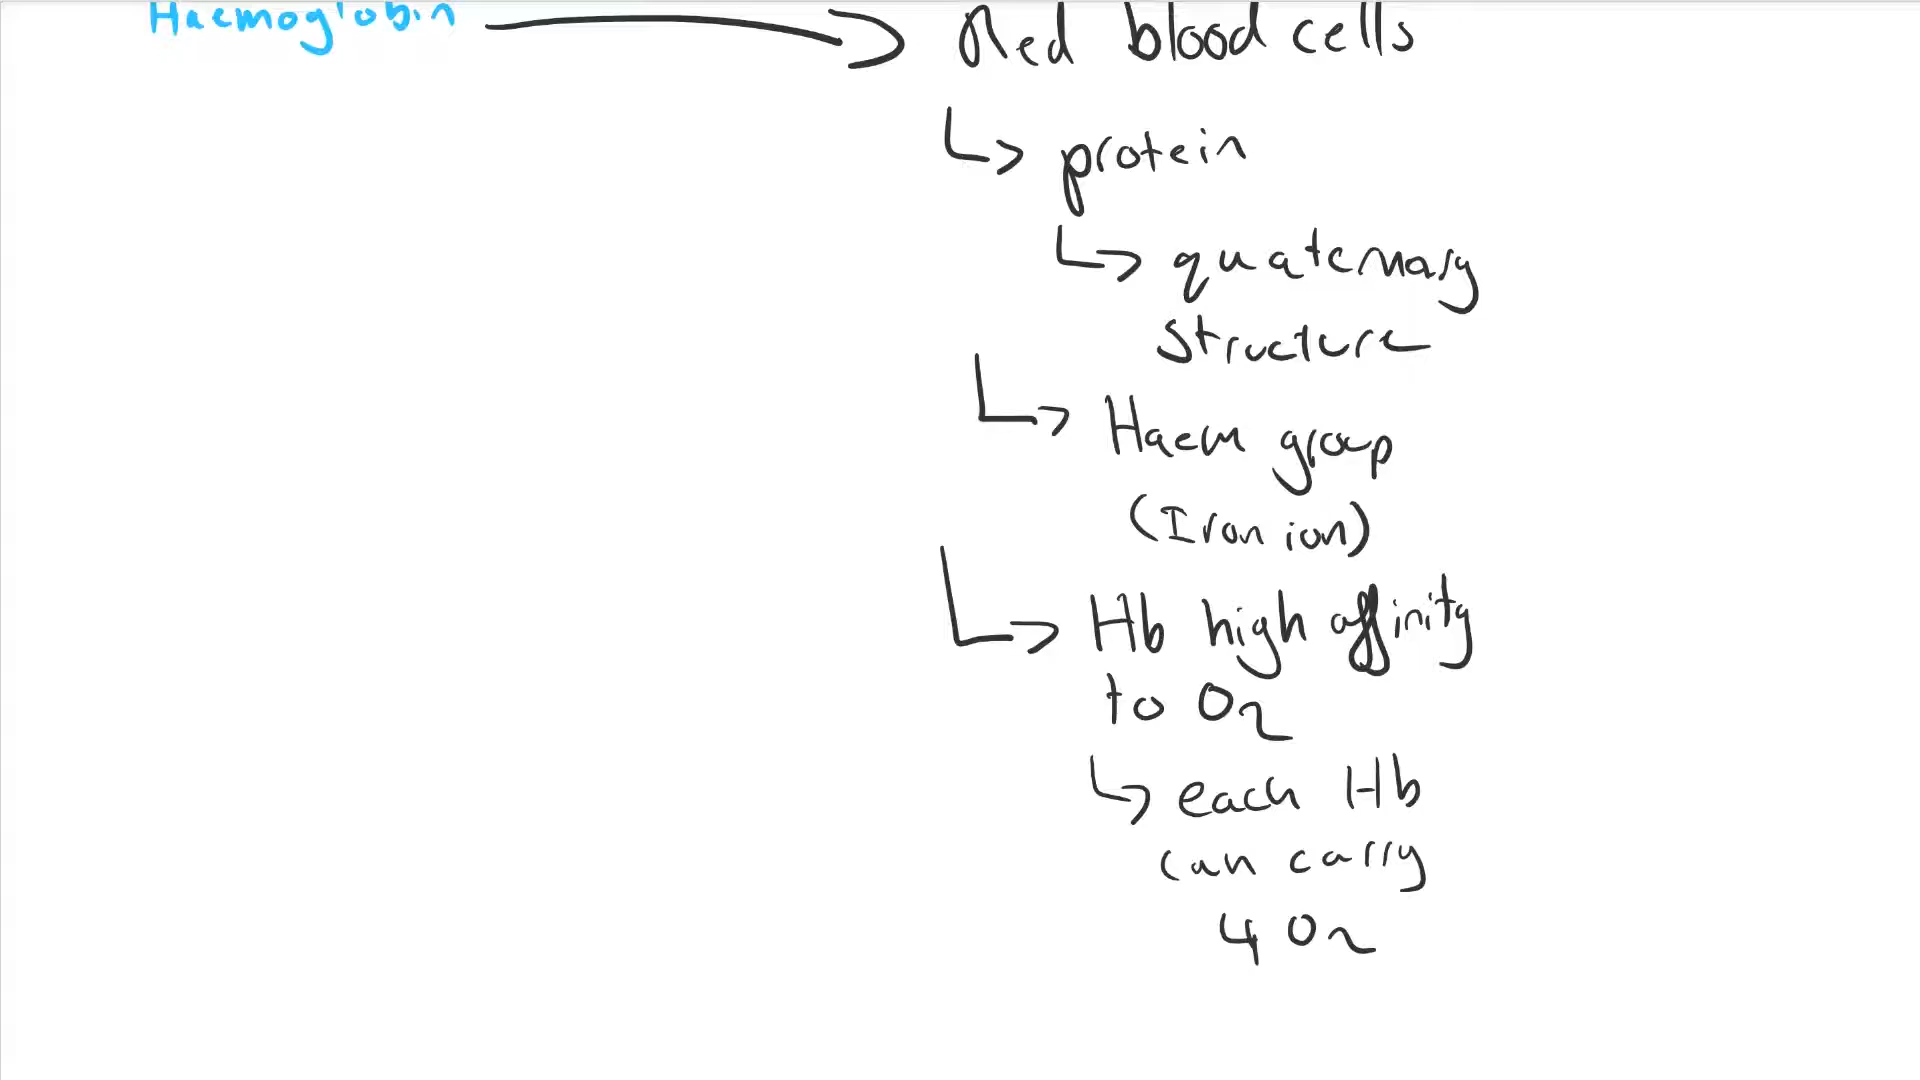 Haemoglobin → Red blood cells
↳ protein
↳ quaternary
structure
↳ Haem group
(Iron ion)
↳ Hb high affinity
to O2
↳ each Hb
can carry
4 O2